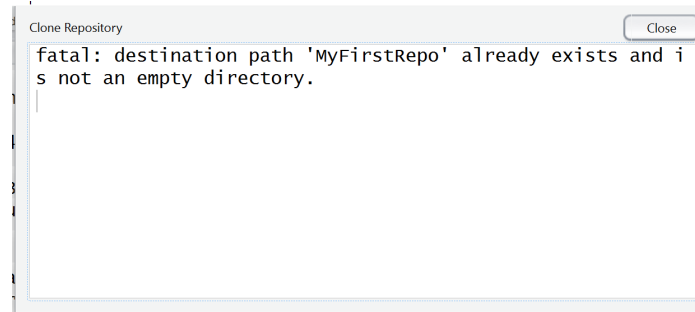 Clone Repository
Close
fatal: destination path 'MyFirstRepo' already exists and i
s not an empty directory.